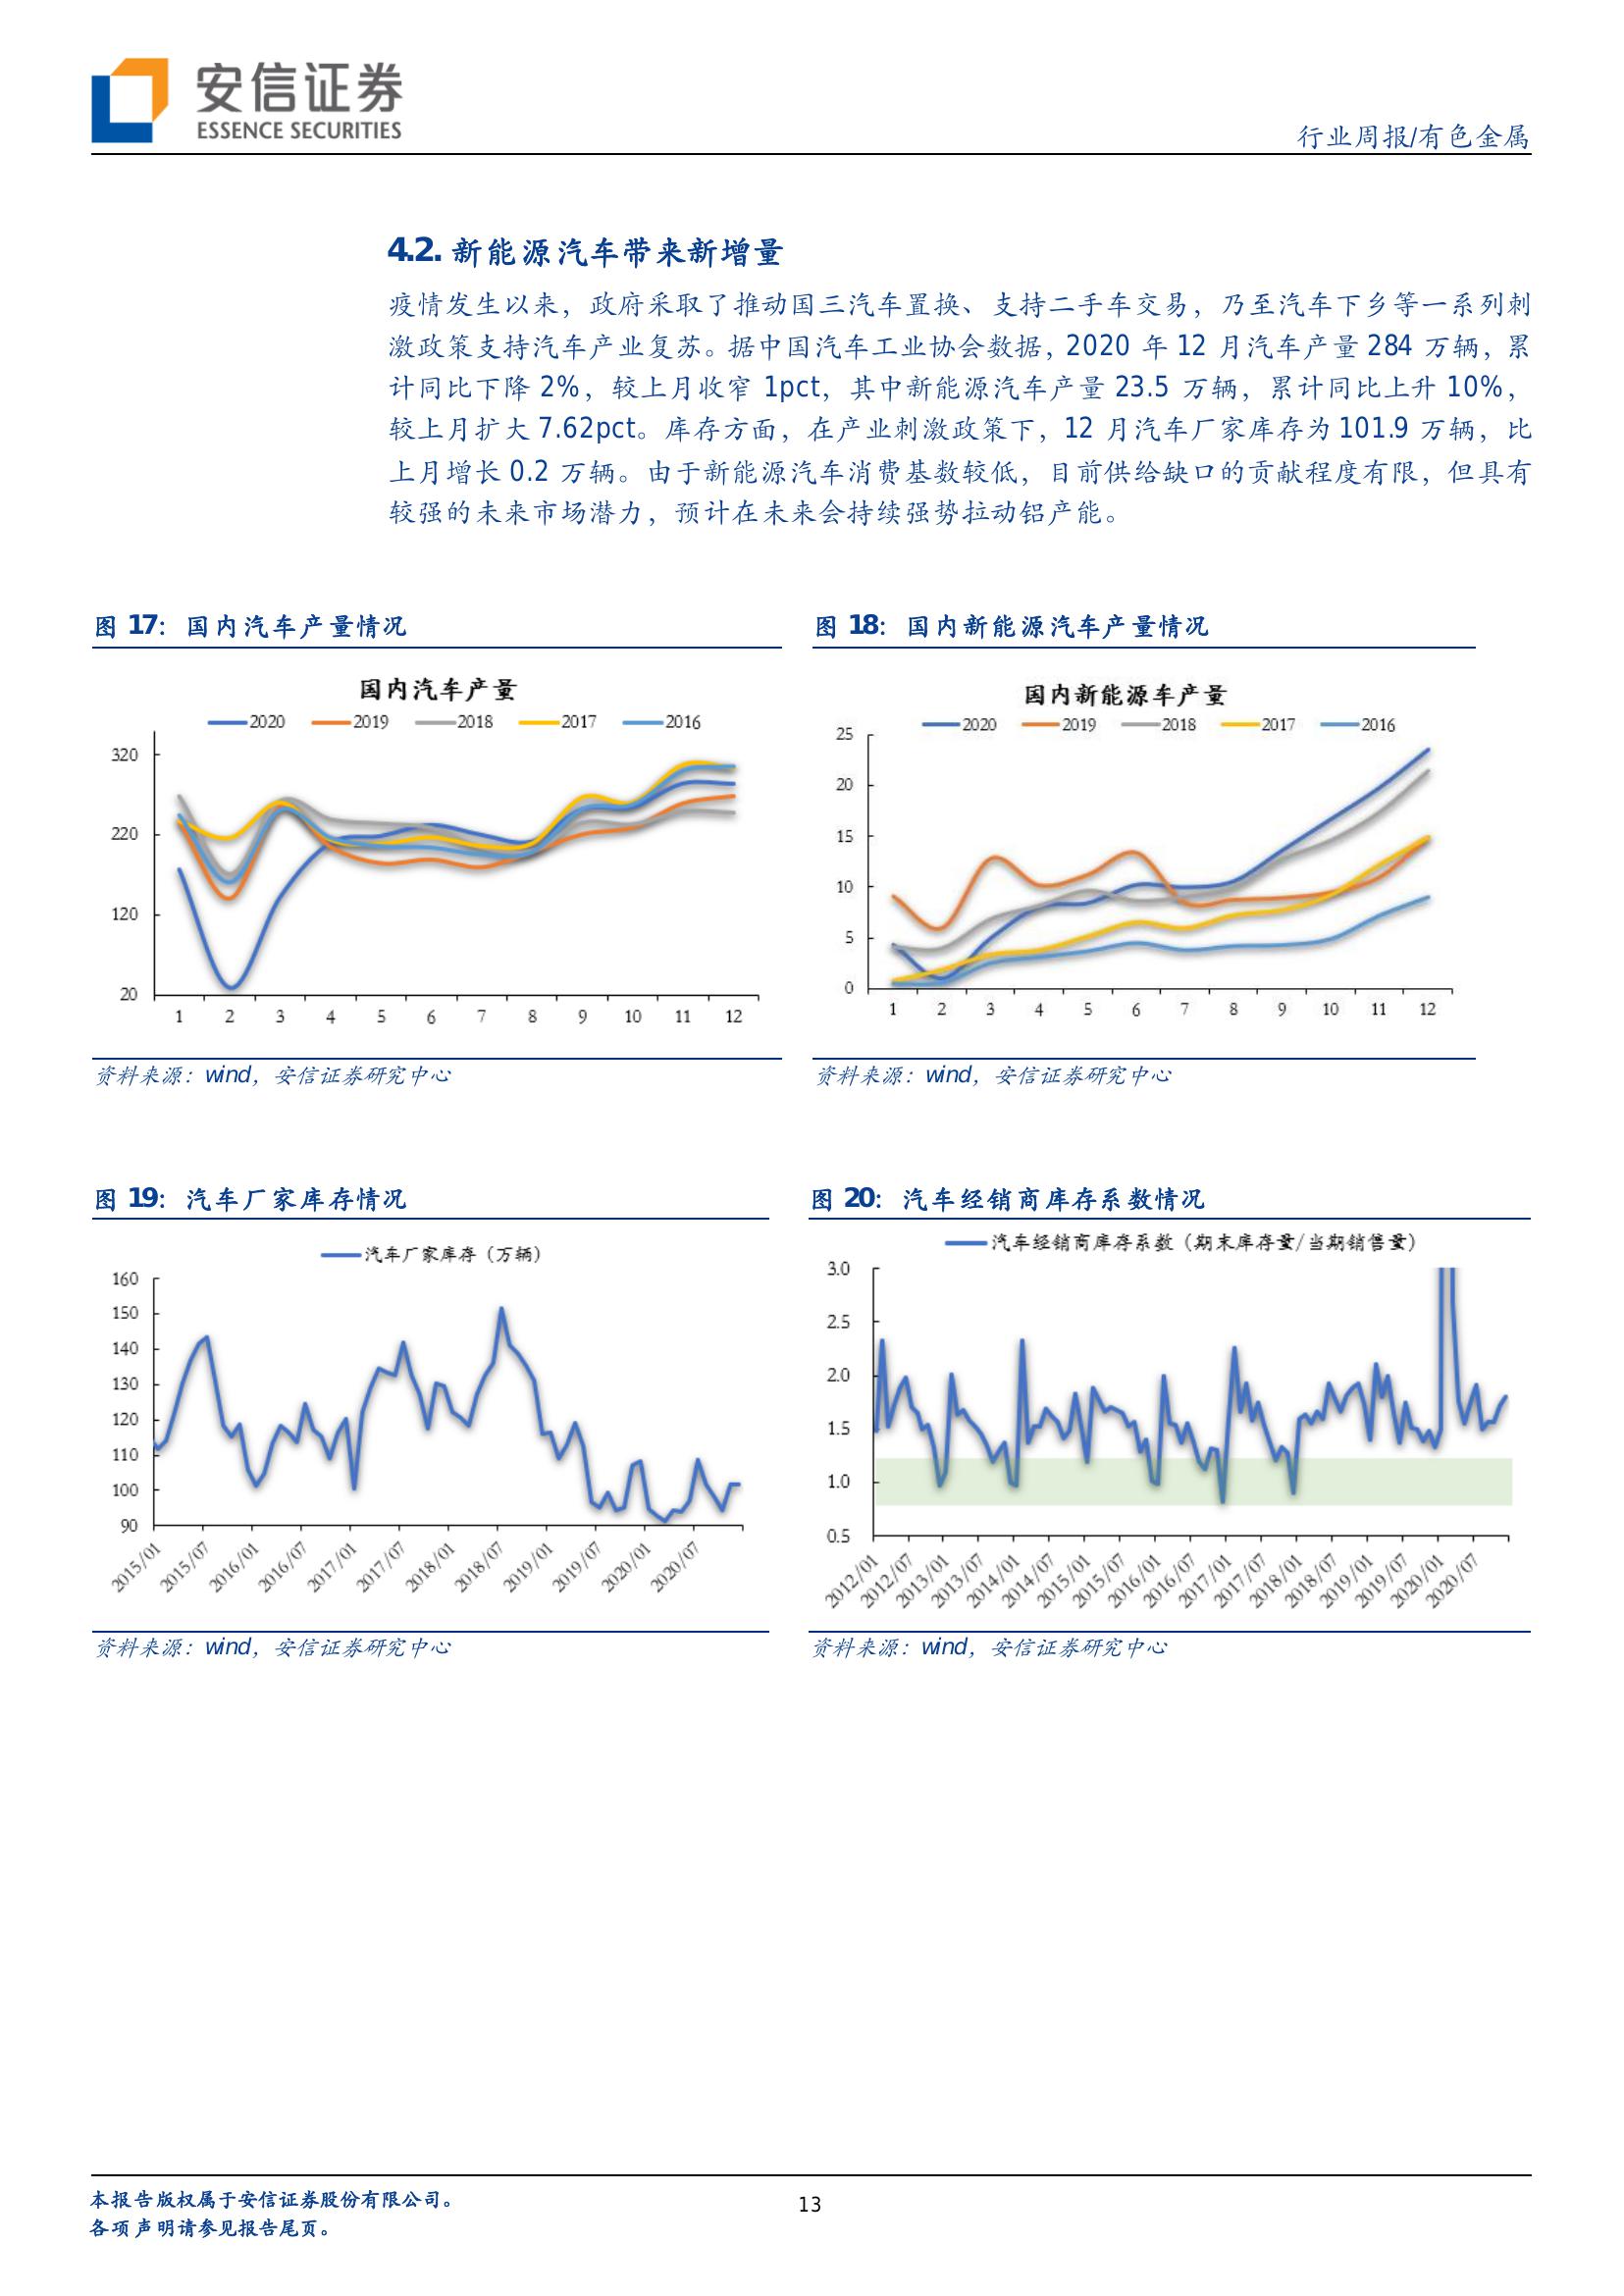 安信证券
ESSENCE SECURITIES
行业周报/有色金属
4.2. 新能源汽车带来新增量
疫情发生以来，政府采取了推动国三汽车置换、支持二手车交易，乃至汽车下乡等一系列刺
激政策支持汽车产业复苏。据中国汽车工业协会数据，2020 年 12 月汽车产量 284 万辆，累
计同比下降 2%，较上月收窄 1pct，其中新能源汽车产量 23.5 万辆，累计同比上升 10%，
较上月扩大 7.62pct。库存方面，在产业刺激政策下，12 月汽车厂家库存为 101.9 万辆，比
上月增长 0.2 万辆。由于新能源汽车消费基数较低，目前供给缺口的贡献程度有限，但具有
较强的未来市场潜力，预计在未来会持续强势拉动铝产能。
图 17：国内汽车产量情况
国内汽车产量
2020 2019 2018 2017 2016
320
220
120
20
1 2 3 4 5 6 7 8 9 10 11 12
资料来源：wind，安信证券研究中心
图 18：国内新能源汽车产量情况
国内新能源车产量
2020 2019 2018 2017 2016
25
20
15
10
5
0
1 2 3 4 5 6 7 8 9 10 11 12
资料来源：wind，安信证券研究中心
图 19：汽车厂家库存情况
汽车厂家库存（万辆）
160
150
140
130
120
110
100
90
2015/01 2015/07 2016/01 2016/07 2017/01 2017/07 2018/01 2018/07 2019/01 2019/07 2020/01 2020/07
资料来源：wind，安信证券研究中心
图 20：汽车经销商库存系数情况
汽车经销商库存系数（期末库存量/当期销售量）
3.0
2.5
2.0
1.5
1.0
0.5
2012/01 2012/07 2013/01 2013/07 2014/01 2014/07 2015/01 2015/07 2016/01 2016/07 2017/01 2017/07 2018/01 2018/07 2019/01 2019/07 2020/01 2020/07
资料来源：wind，安信证券研究中心
本报告版权属于安信证券股份有限公司。
各项声明请参见报告尾页。
13